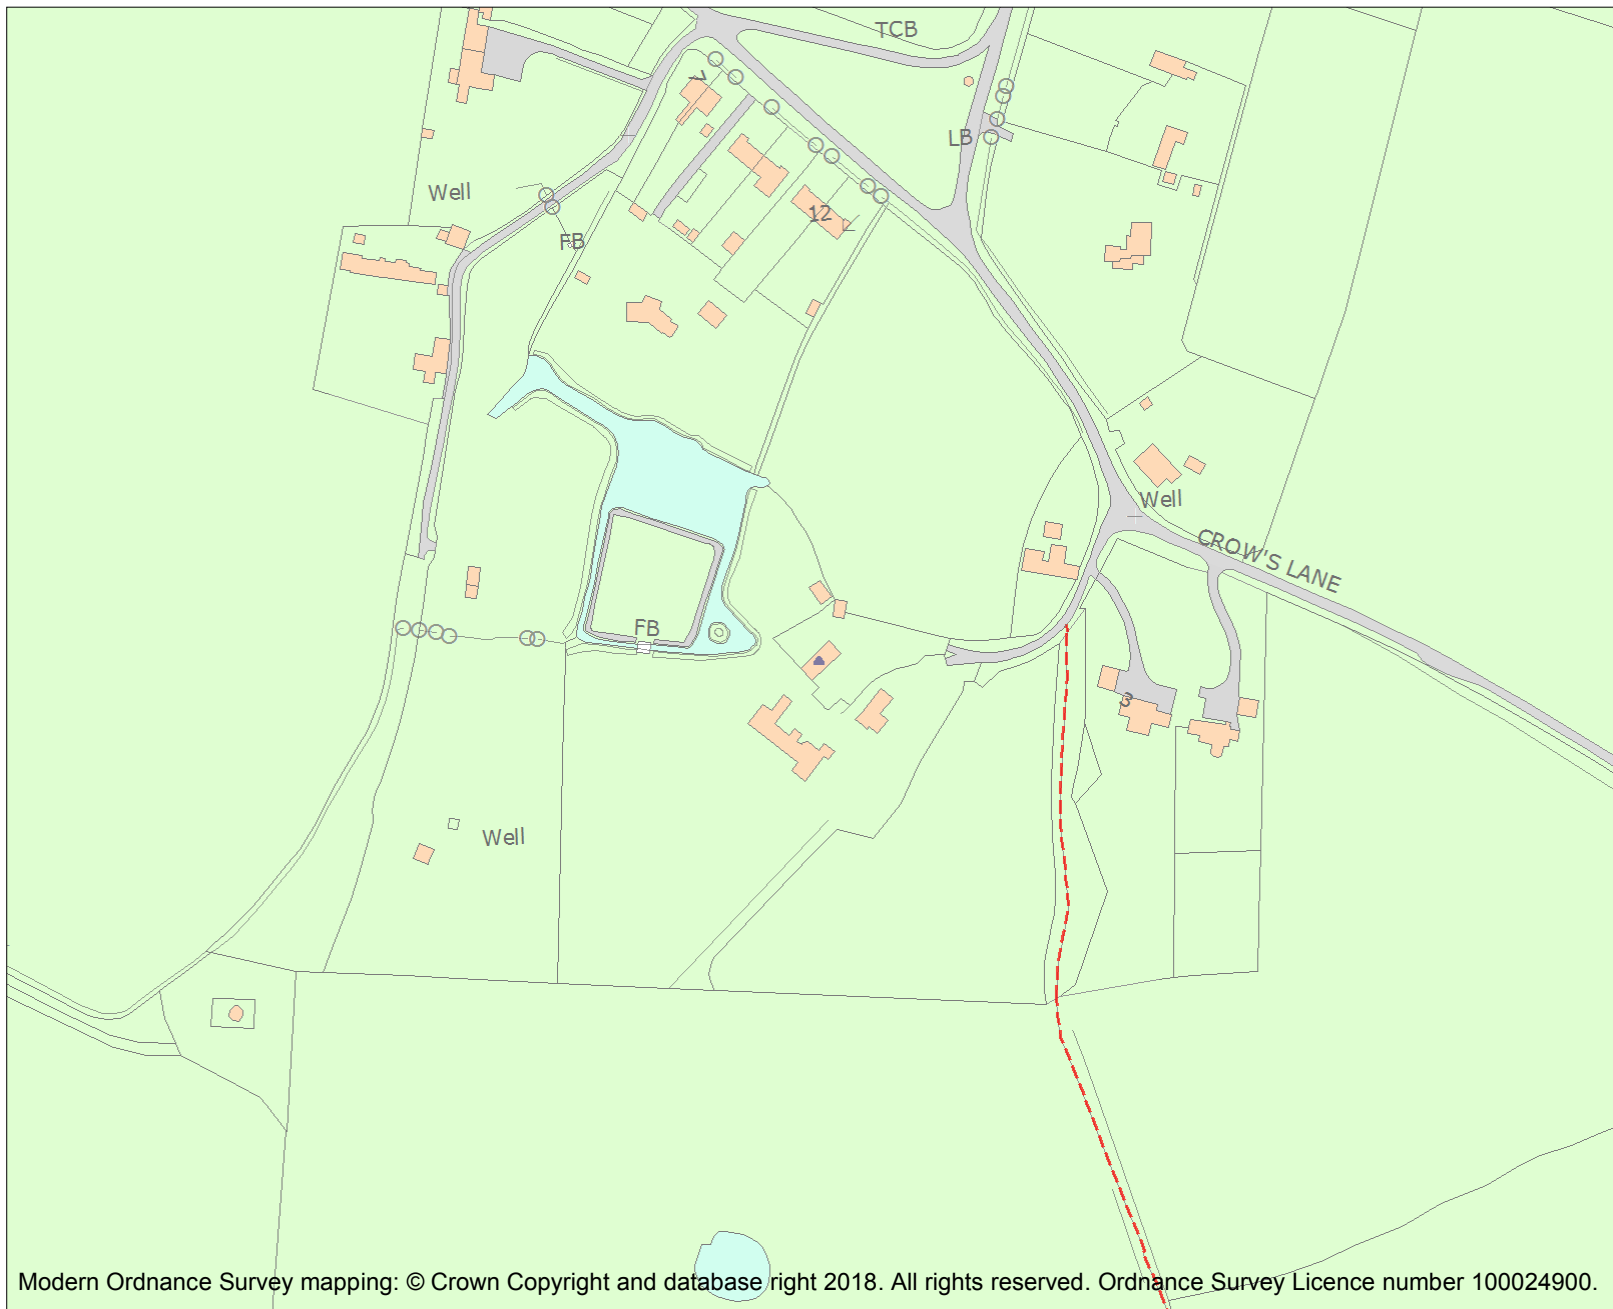 TCB
7
LB
Well
12
FB
Well
CROW'S LANE
FB
3
Well
Modern Ordnance Survey mapping: © Crown Copyright and database right 2018. All rights reserved. Ordnance Survey Licence number 100024900.